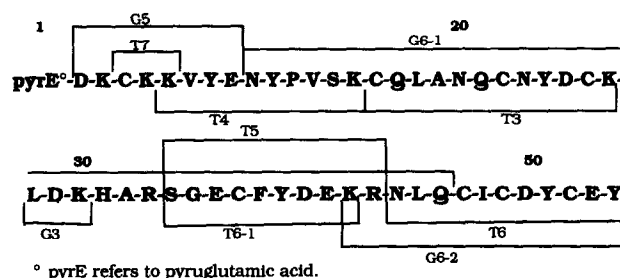 1 G5 20
T7 G6-1
pyrE°-D-K-C-K-K-V-Y-E-N-Y-P-V-S-K-C-Q-L-A-N-Q-C-N-Y-D-C-K
T4 T3
T5
30 50
L-D-K-H-A-R-S-G-E-C-F-Y-D-E-K-R-N-L-Q-C-I-C-D-Y-C-E-Y
G3 T6-1 T6
G6-2
° pyrE refers to pyruglutamic acid.